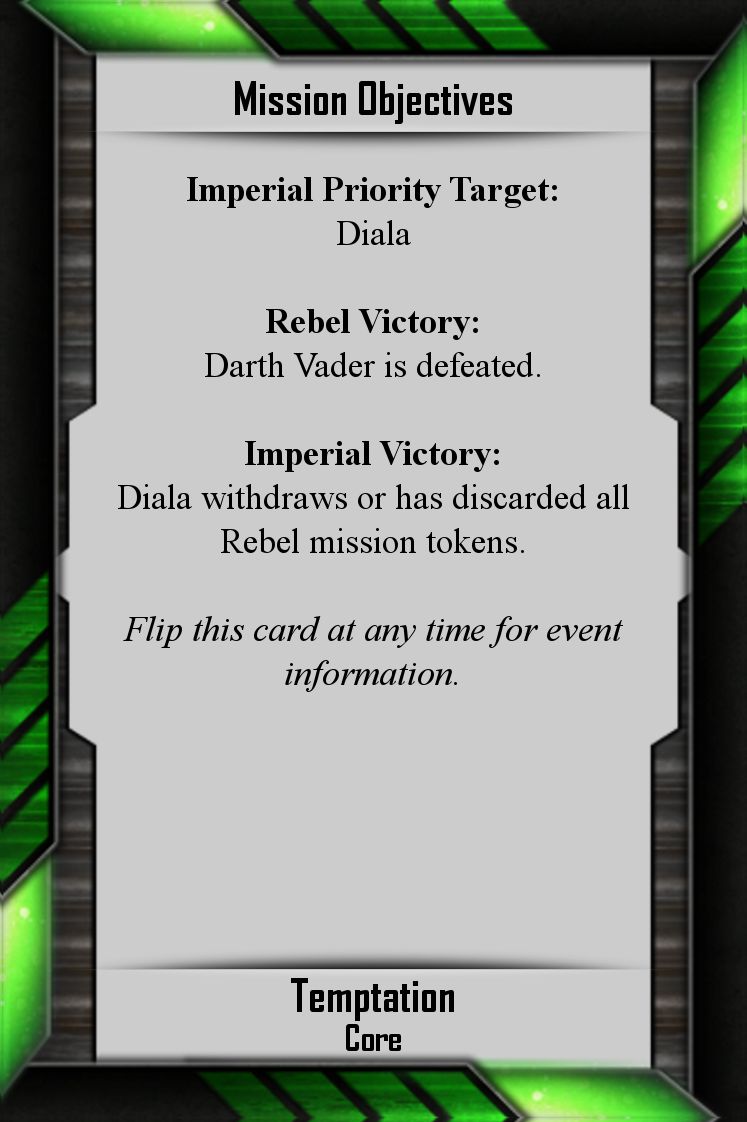 Mission Objectives
Imperial Priority Target:
Diala
Rebel Victory:
Darth Vader is defeated.
Imperial Victory:
Diala withdraws or has discarded all
Rebel mission tokens.
Flip this card at any time for event
information.
Temptation
Core